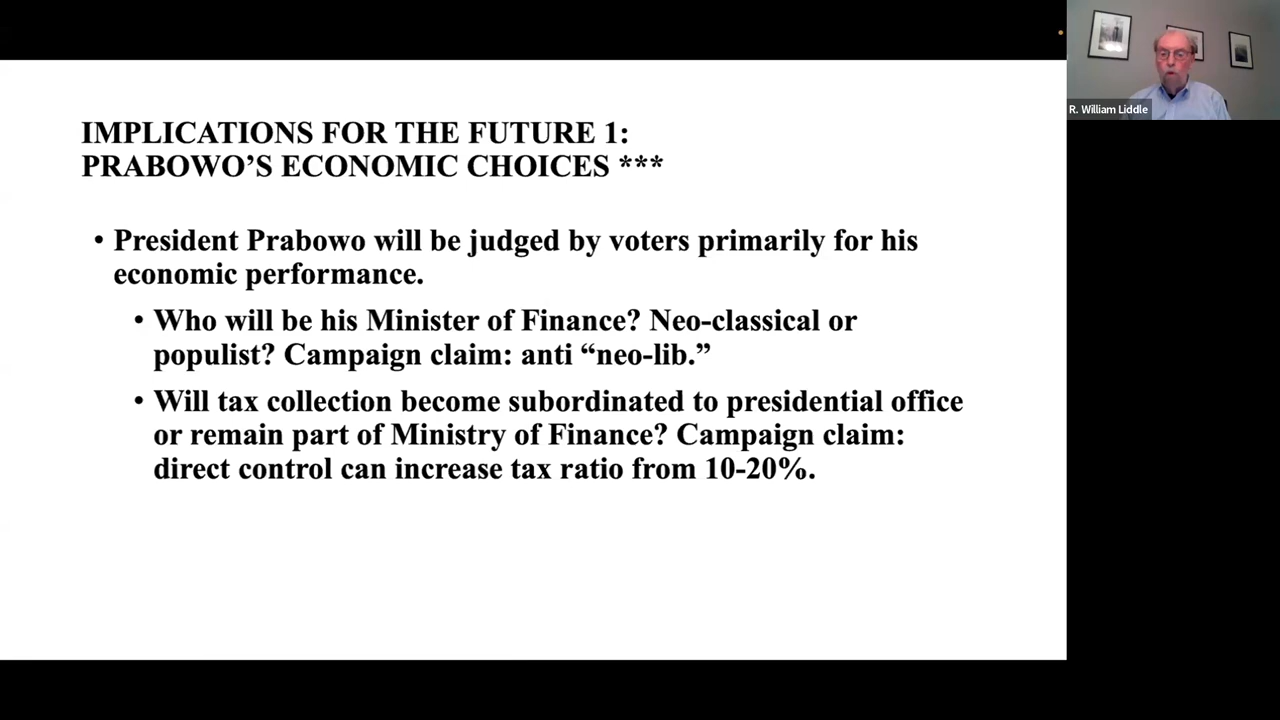 IMPLICATIONS FOR THE FUTURE 1:
PRABOWO’S ECONOMIC CHOICES ***
• President Prabowo will be judged by voters primarily for his
economic performance.
• Who will be his Minister of Finance? Neo-classical or
populist? Campaign claim: anti “neo-lib.”
• Will tax collection become subordinated to presidential office
or remain part of Ministry of Finance? Campaign claim:
direct control can increase tax ratio from 10-20%.
R. William Liddle